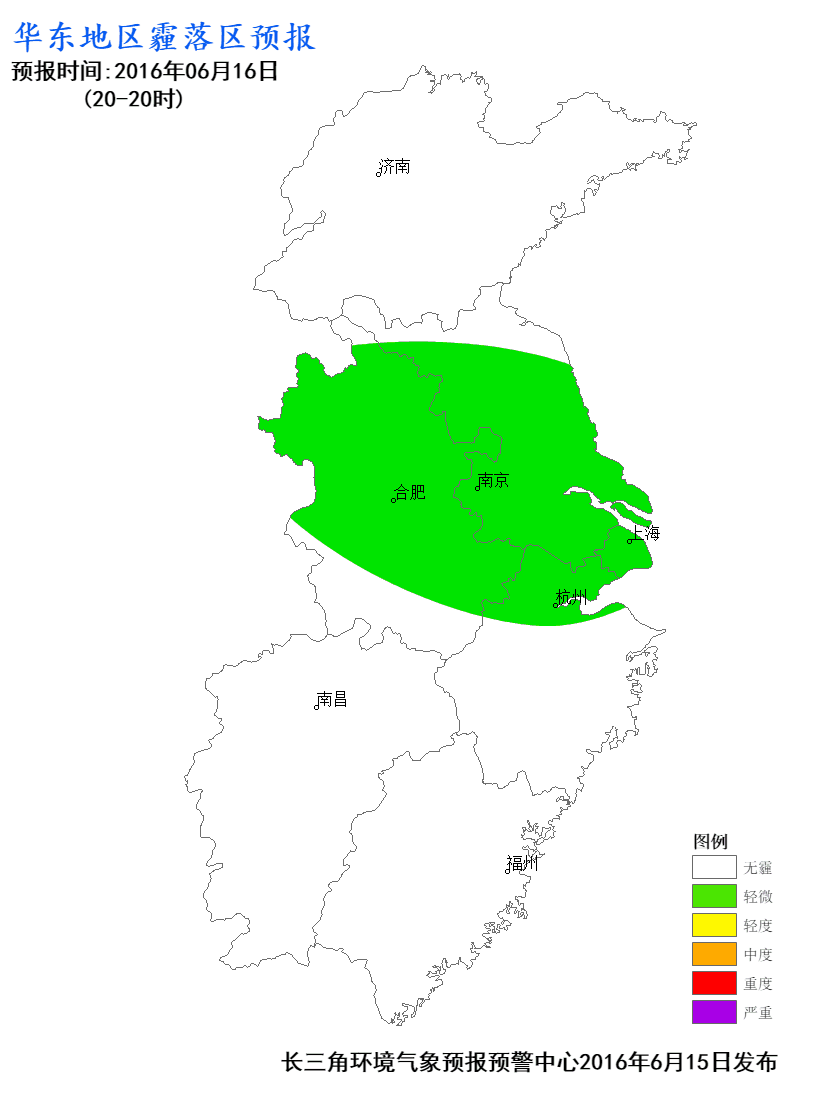 华东地区霾落区预报
预报时间:2016年06月16日
(20-20时)
济南
南京
合肥
上海
杭州
南昌
福州
图例
无霾
轻微
轻度
中度
重度
严重
长三角环境气象预报预警中心2016年6月15日发布